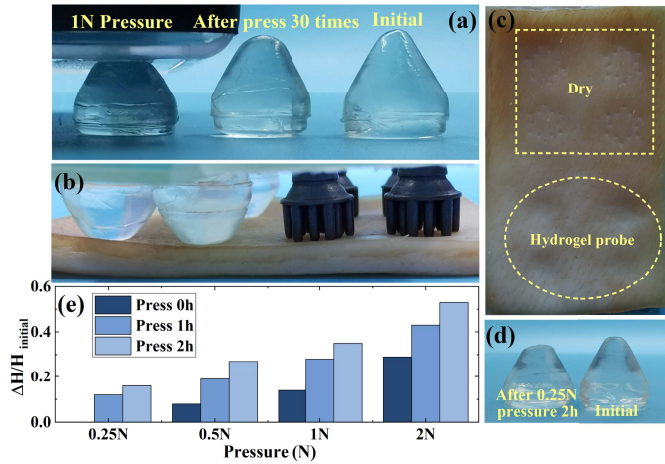 1N Pressure
After press 30 times
Initial
(a)
(b)
(c)
Dry
Hydrogel probe
(d)
After 0.25N
pressure 2h
Initial
(e)
Press 0h
Press 1h
Press 2h
ΔH/H initial
0.6
0.4
0.2
0.0
0.25N
0.5N
1N
2N
Pressure (N)